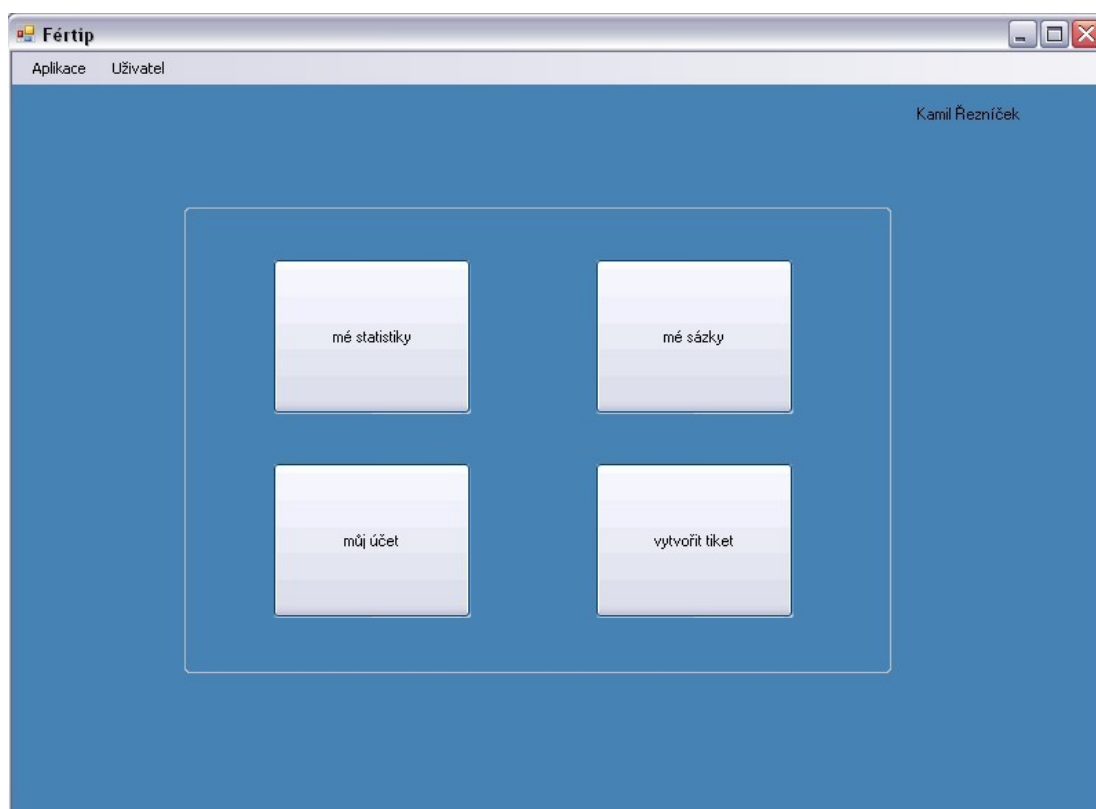 Fértip
Aplikace Uživatel
Kamil Řezníček
mé statistiky mé sázky
můj účet vytvořit tiket